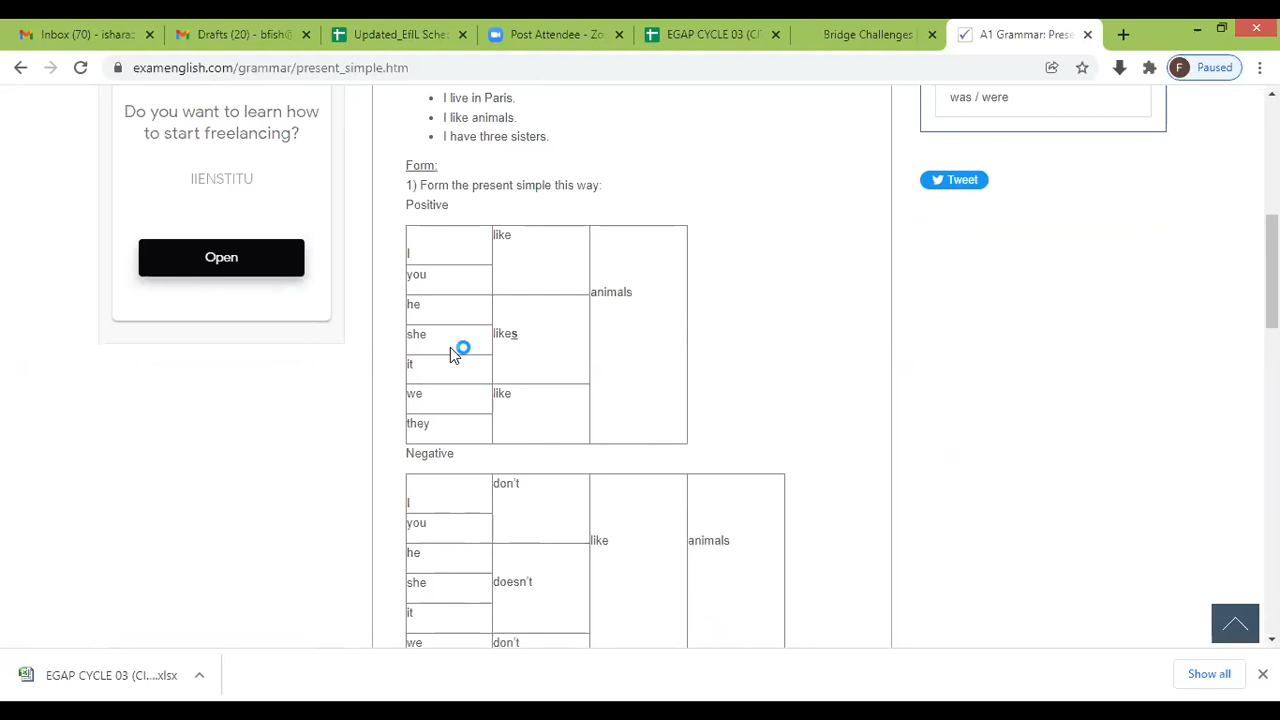 Inbox (70) - ishara:
Drafts (20) - bfish@
Updated_EfIL Sche
Post Attendee - Zo
EGAP CYCLE 03 (CI
Bridge Challenges
A1 Grammar: Prese
examenglish.com/grammar/present_simple.htm
F
Paused
Do you want to learn how
to start freelancing?
IIENSTITU
Open
I live in Paris.
I like animals.
I have three sisters.
Form:
1) Form the present simple this way:
Positive
I
like
you
animals
he
she
likes
it
we
like
they
Negative
I
don't
you
like
animals
he
she
doesn't
it
we
don't
was / were
Tweet
EGAP CYCLE 03 (CI....xlsx
Show all